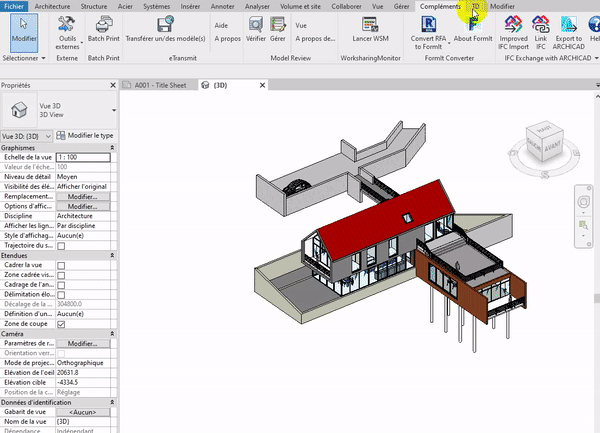 Fichier Architecture Structure Acier Systèmes Insérer Annoter Analyser Volume et site Collaborer Vue Gérer Compléments Modifier
Modifier Outils externes Batch Print Transférer un/des modèle(s) Aide A propos Vérifier Gérer Vue A propos de... Lancer WSM Convert RFA to FormIt About FormIt Improved IFC Import Link IFC Export to ARCHICAD Hel
Sélectionner Externe Batch Print eTransmit Model Review WorksharingMonitor FormIt Converter IFC Exchange with ARCHICAD
Propriétés
A001 - Title Sheet {3D}
Vue 3D
3D View
Vue 3D: {3D} Modifier le type
Graphismes
Echelle de la vue 1 : 100
Valeur de l'éche... 100
Niveau de détail Moyen
Visibilité des élé... Afficher l'original
Remplacement... Modifier...
Options d'affic... Modifier...
Discipline Architecture
Afficher les lign... Par discipline
Style d'affichag... Aucun(e)
Trajectoire du s...
Etendues
Cadrer la vue
Zone cadrée vis...
Cadrage de l'an...
Délimitation élo...
Décalage de la ... 304800.0
Définition d'un... Aucun(e)
Zone de coupe
Caméra
Paramètres de r... Modifier...
Orientation verr...
Mode de projec... Orthographique
Elévation de l'oeil 20631.8
Elévation cible -4334.5
Position de la c... Réglage
Données d'identification
Gabarit de vue <Aucun>
Nom de la vue {3D}
Dépendance Indépendant
HAUT
AVANT